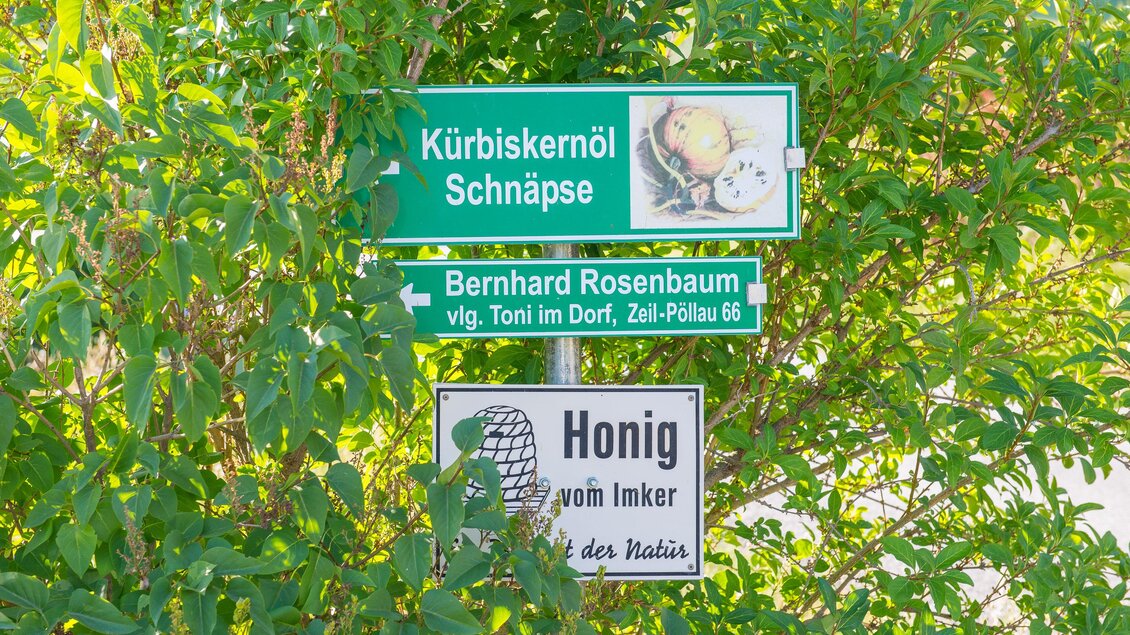 Kürbiskernöl
Schnäpse
Bernhard Rosenbaum
vlg. Toni im Dorf, Zeil-Pöllau 66
Honig
vom Imker
der Natur